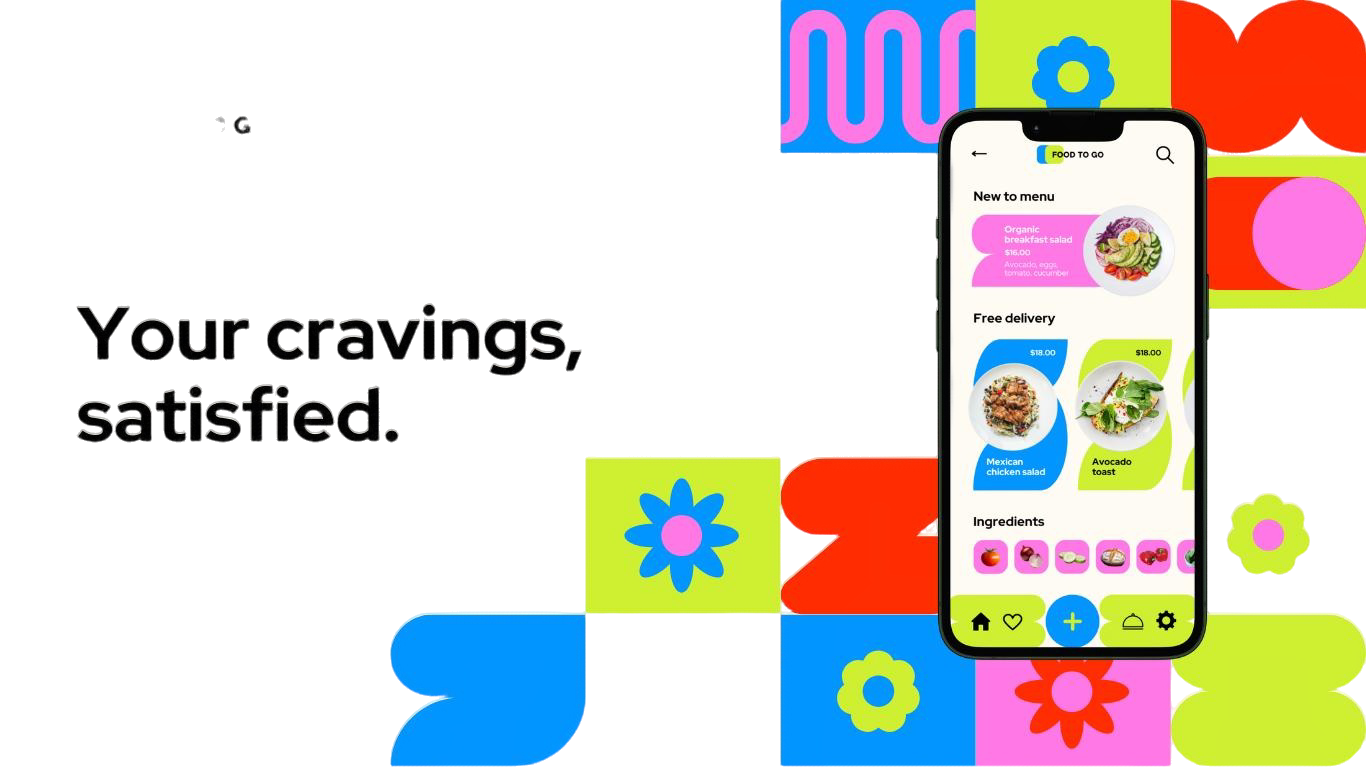 G
Your cravings,
satisfied.
FOOD TO GO
New to menu
Organic
breakfast salad
$16.00
Avocado, eggs,
tomato, cucumber
Free delivery
$18.00
$18.00
Mexican
chicken salad
Avocado
toast
Ingredients